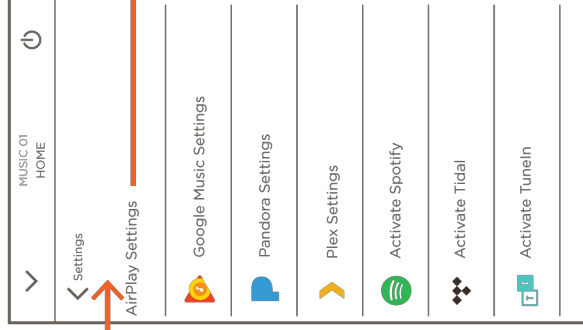 MUSIC 01
HOME
Settings
AirPlay Settings
Google Music Settings
Pandora Settings
Plex Settings
Activate Spotify
Activate Tidal
T I
Activate TuneIn